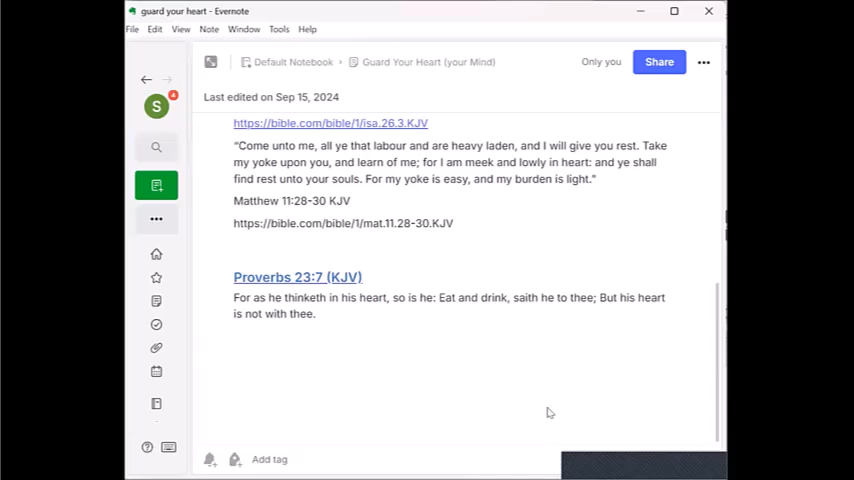 guard your heart - Evernote
File Edit View Note Window Tools Help
Default Notebook > Guard Your Heart (your Mind) Only you Share
Last edited on Sep 15, 2024
S 4
https://bible.com/bible/1/isa.26.3.KJV
“Come unto me, all ye that labour and are heavy laden, and I will give you rest. Take
my yoke upon you, and learn of me; for I am meek and lowly in heart: and ye shall
find rest unto your souls. For my yoke is easy, and my burden is light.”
Matthew 11:28-30 KJV
https://bible.com/bible/1/mat.11.28-30.KJV
Proverbs 23:7 (KJV)
For as he thinketh in his heart, so is he: Eat and drink, saith he to thee; But his heart
is not with thee.
Add tag